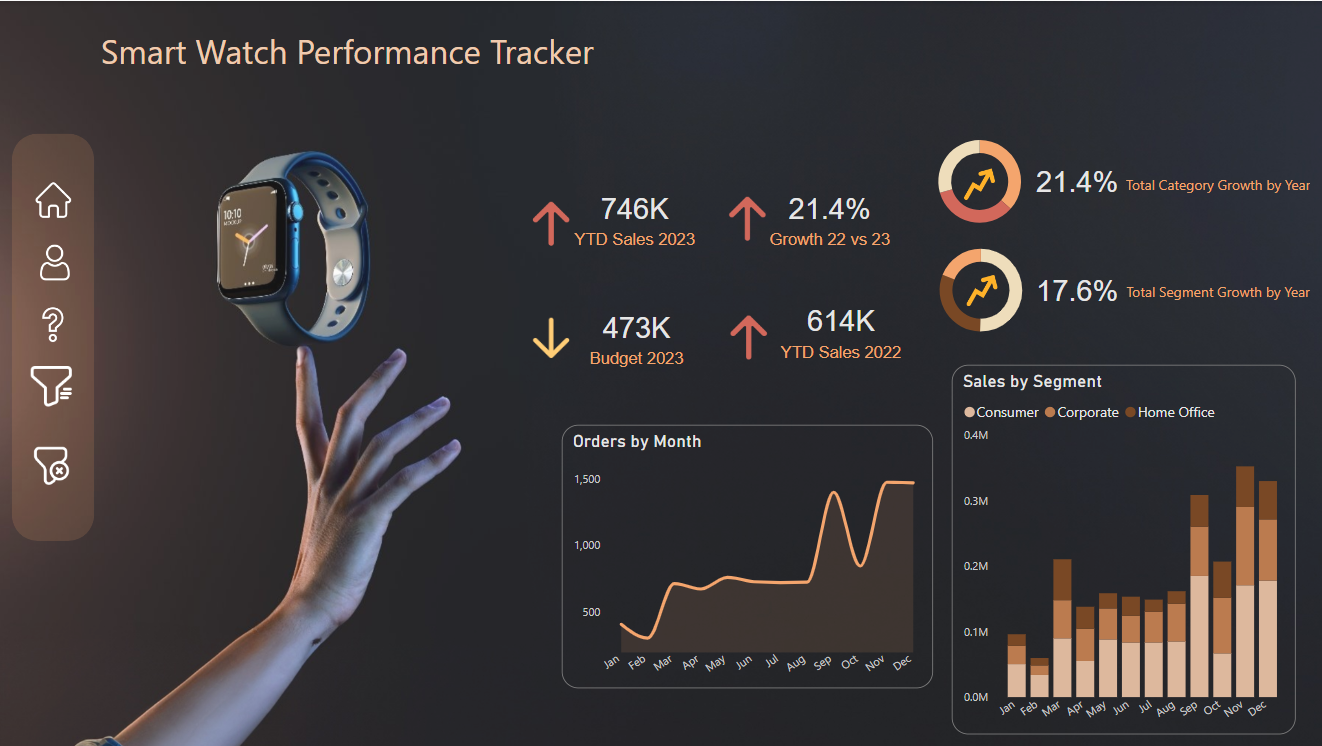 Smart Watch Performance Tracker
10:10
746K
YTD Sales 2023
21.4%
Growth 22 vs 23
473K
Budget 2023
614K
YTD Sales 2022
21.4% Total Category Growth by Year
17.6% Total Segment Growth by Year
Orders by Month
1,500
1,000
500
Jan Feb Mar Apr May Jun Jul Aug Sep Oct Nov Dec
Sales by Segment
Consumer Corporate Home Office
0.4M
0.3M
0.2M
0.1M
0.0M
Jan Feb Mar Apr May Jun Jul Aug Sep Oct Nov Dec